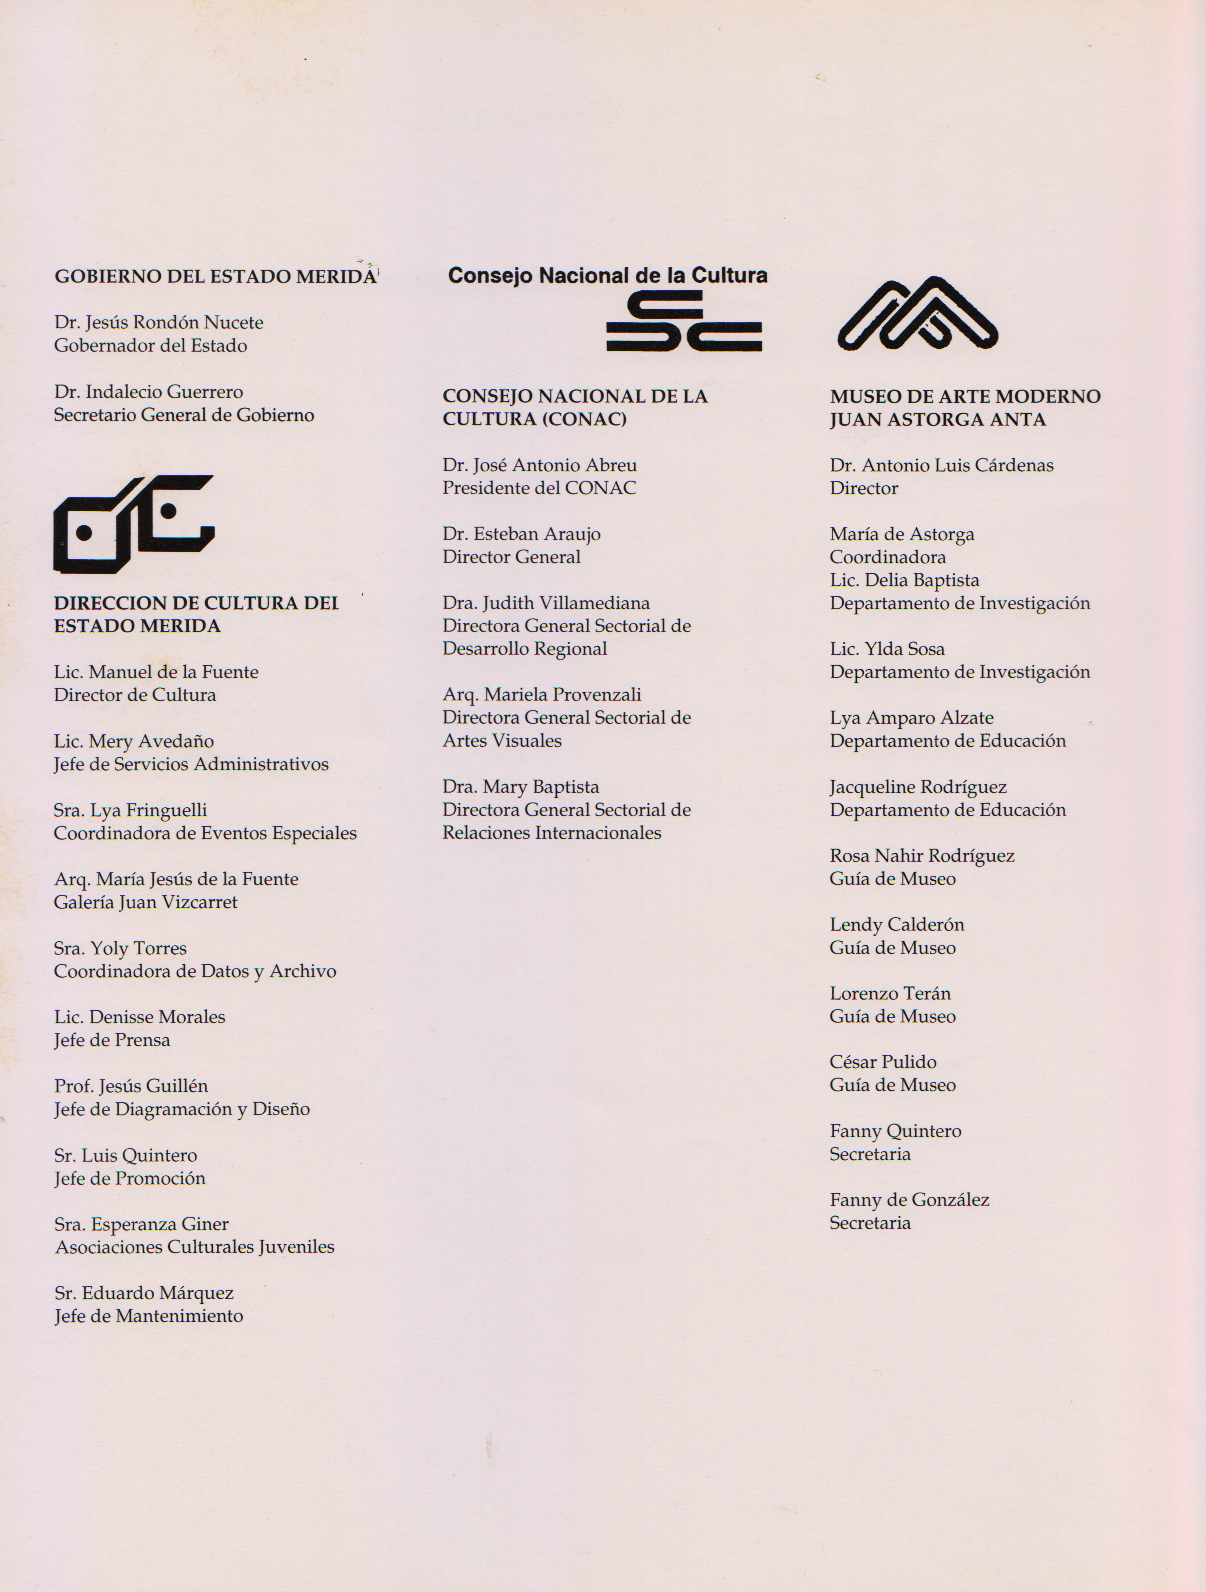 GOBIERNO DEL ESTADO MERIDA
Dr. Jesús Rondón Nucete
Gobernador del Estado
Dr. Indalecio Guerrero
Secretario General de Gobierno
DIRECCION DE CULTURA DEL
ESTADO MERIDA
Lic. Manuel de la Fuente
Director de Cultura
Lic. Mery Avedaño
Jefe de Servicios Administrativos
Sra. Lya Fringuelli
Coordinadora de Eventos Especiales
Arq. María Jesús de la Fuente
Galería Juan Vizcarret
Sra. Yoly Torres
Coordinadora de Datos y Archivo
Lic. Denisse Morales
Jefe de Prensa
Prof. Jesús Guillén
Jefe de Diagramación y Diseño
Sr. Luis Quintero
Jefe de Promoción
Sra. Esperanza Giner
Asociaciones Culturales Juveniles
Sr. Eduardo Márquez
Jefe de Mantenimiento
Consejo Nacional de la Cultura
CONSEJO NACIONAL DE LA
CULTURA (CONAC)
Dr. José Antonio Abreu
Presidente del CONAC
Dr. Esteban Araujo
Director General
Dra. Judith Villamediana
Directora General Sectorial de
Desarrollo Regional
Arq. Mariela Provenzali
Directora General Sectorial de
Artes Visuales
Dra. Mary Baptista
Directora General Sectorial de
Relaciones Internacionales
MUSEO DE ARTE MODERNO
JUAN ASTORGA ANTA
Dr. Antonio Luis Cárdenas
Director
María de Astorga
Coordinadora
Lic. Delia Baptista
Departamento de Investigación
Lic. Ylda Sosa
Departamento de Investigación
Lya Amparo Alzate
Departamento de Educación
Jacqueline Rodríguez
Departamento de Educación
Rosa Nahir Rodríguez
Guía de Museo
Lendy Calderón
Guía de Museo
Lorenzo Terán
Guía de Museo
César Pulido
Guía de Museo
Fanny Quintero
Secretaria
Fanny de González
Secretaria